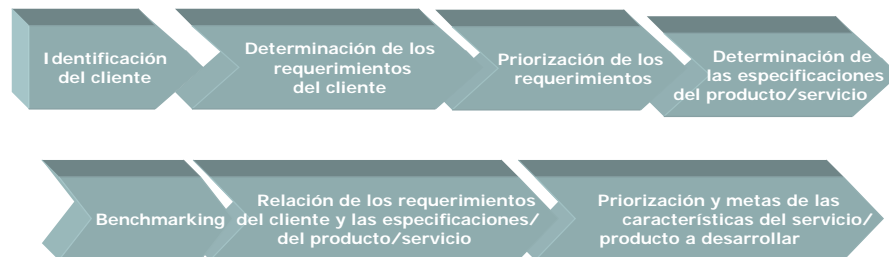 Identificación
del cliente
Determinación de los
requerimientos
del cliente
Priorización de los
requerimientos
Determinación de
las especificaciones
del producto/servicio
Benchmarking
Relación de los requerimientos
del cliente y las especificaciones/
del producto/servicio
Priorización y metas de las
características del servicio/
producto a desarrollar